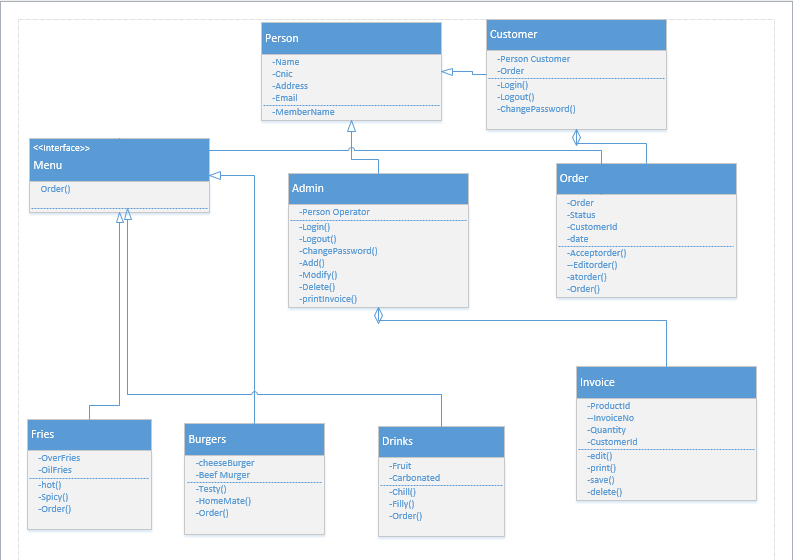 Person
-Name
-Cnic
-Address
-Email
-MemberName
Customer
-Person Customer
-Order
-Login()
-Logout()
-ChangePassword()
<<Interface>>
Menu
Order()
Admin
-Person Operator
-Login()
-Logout()
-ChangePassword()
-Add()
-Modify()
-Delete()
-printInvoice()
Order
-Order
-Status
-CustomerId
-date
-Acceptorder()
--Editorder()
-atorder()
-Order()
Invoice
-ProductId
--InvoiceNo
-Quantity
-CustomerId
-edit()
-print()
-save()
-delete()
Fries
-OverFries
-OilFries
-hot()
-Spicy()
-Order()
Burgers
-cheeseBurger
-Beef Murger
-Testy()
-HomeMate()
-Order()
Drinks
-Fruit
-Carbonated
-Chill()
-Filly()
-Order()